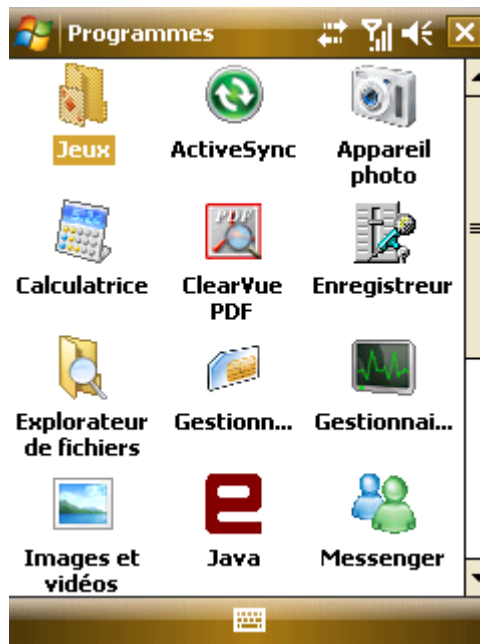 Programmes
Jeux
ActiveSync
Appareil
photo
Calculatrice
PDF
ClearVue
PDF
Enregistreur
Explorateur
de fichiers
Gestionn...
Gestionnai...
Images et
vidéos
Java
Messenger